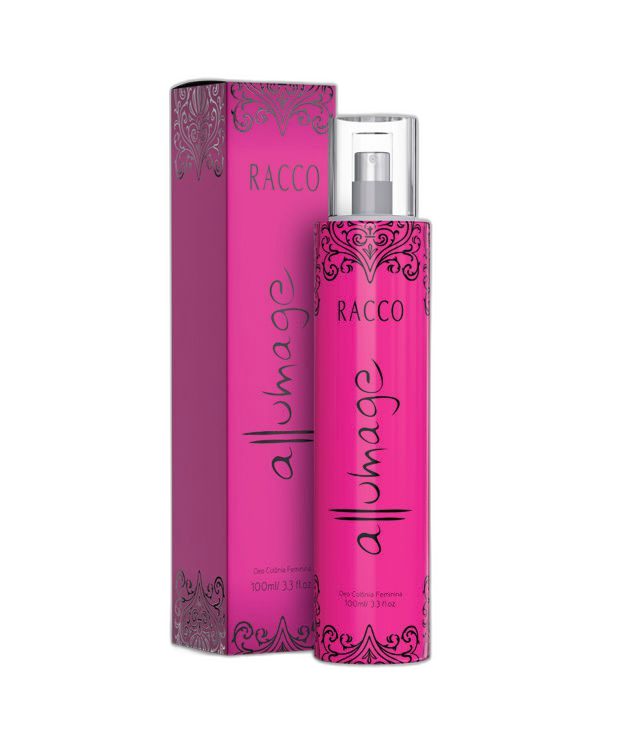 RACCO
allumage
Deo Colônia Feminina
100ml/ 3.3 fl.oz
RACCO
allumage
Deo Colônia Feminina
100ml/ 3.3 fl.oz